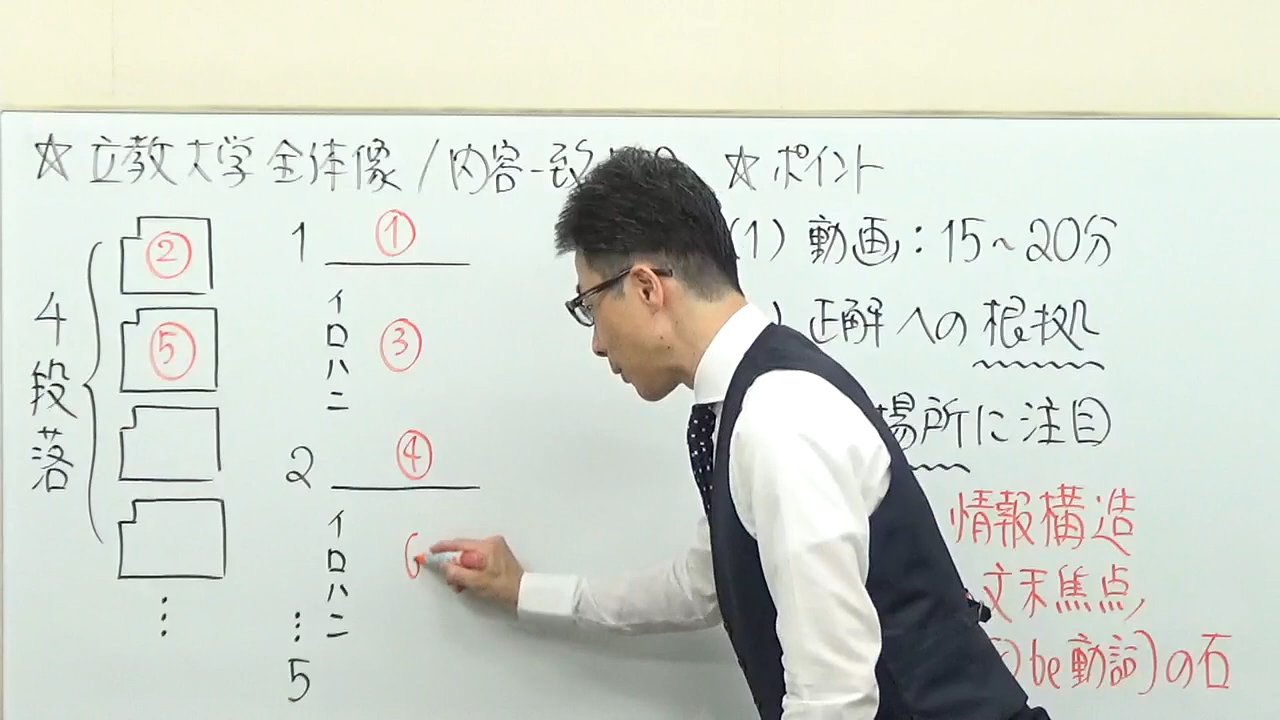 ☆ 立教大学 全体像 / 内容一致
4段落
②
⑤
⋮
1 ①
イ
ロ
ハ
ニ
③
2 ④
イ
ロ
ハ
ニ
⋮
5
☆ ポイント
(1) 動画:15～20分
) 正解への根拠
場所に注目
情報構造
文末焦点,
be動詞)の右